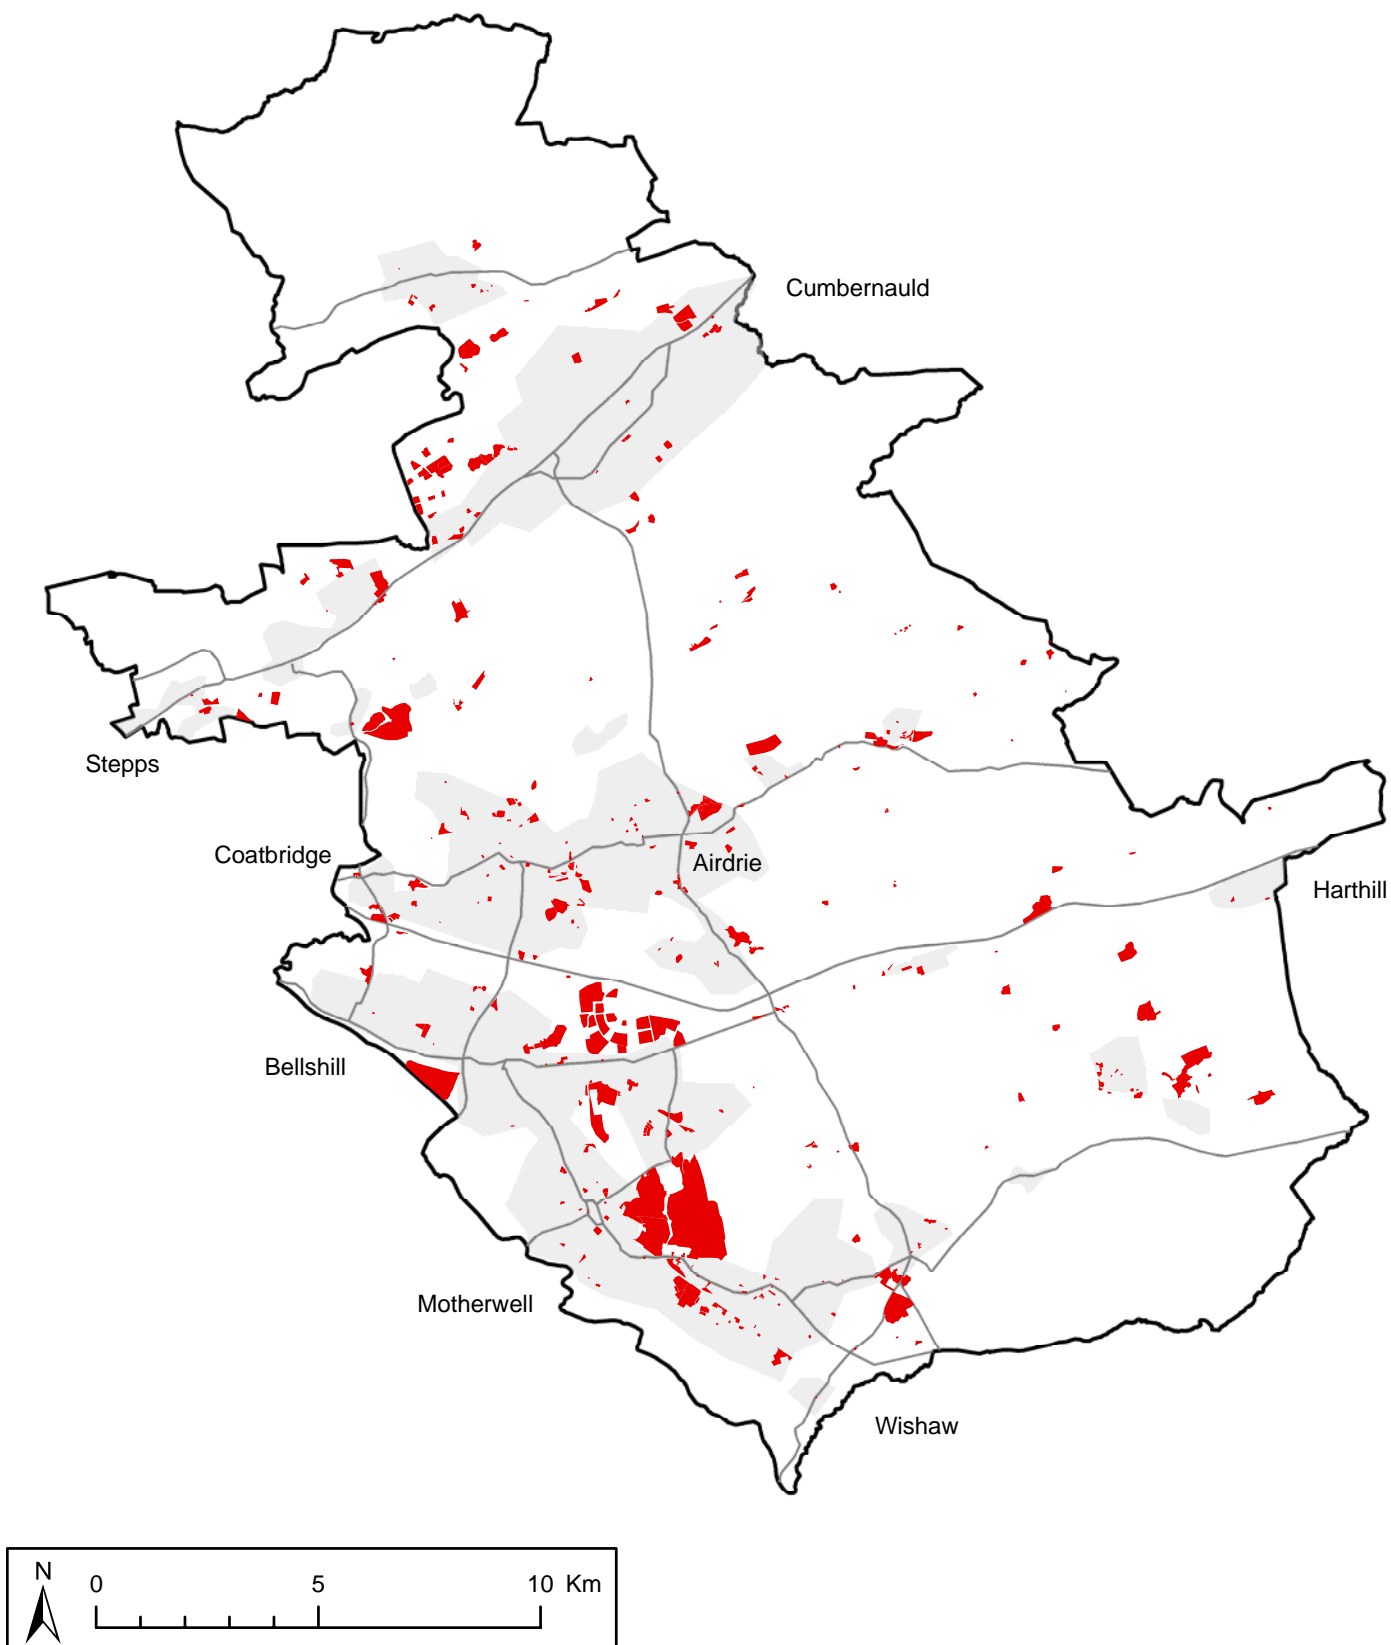 Cumbernauld
Stepps
Coatbridge
Airdrie
Harthill
Bellshill
Motherwell
Wishaw
N
0 5 10 Km